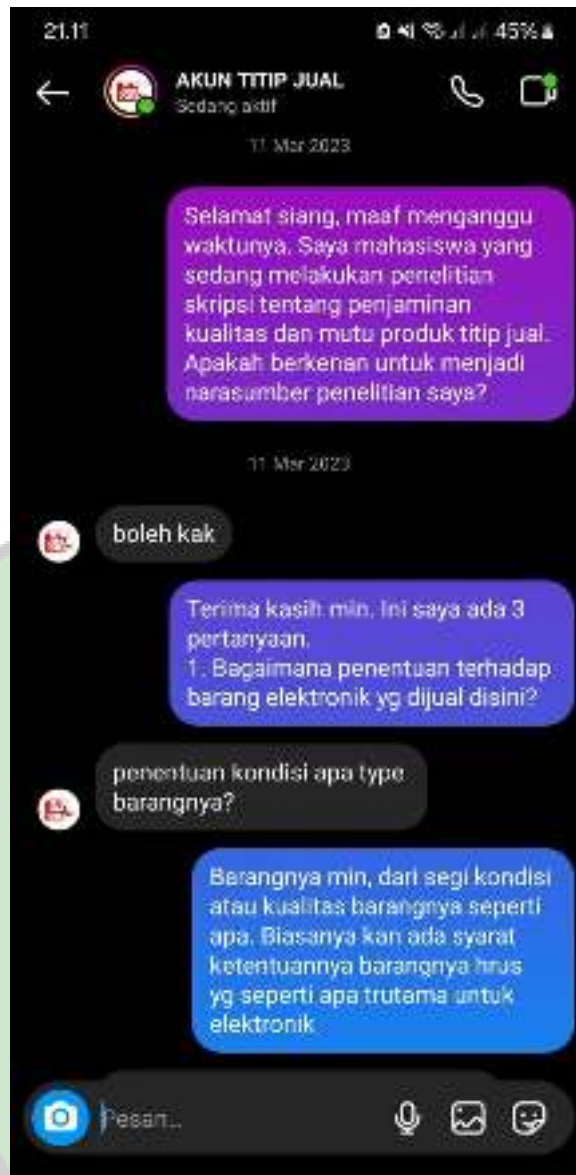 21.11
45%
AKUN TITIP JUAL
Sedang aktif
11 Mar 2023
Selamat siang, maaf menganggu
waktunya. Saya mahasiswa yang
sedang melakukan penelitian
skripsi tentang penjaminan
kualitas dan mutu produk titip jual.
Apakah berkenan untuk menjadi
narasumber penelitian saya?
11 Mar 2023
boleh kak
Terima kasih min. Ini saya ada 3
pertanyaan.
1. Bagaimana penentuan terhadap
barang elektronik yg dijual disini?
penentuan kondisi apa type
barangnya?
Barangnya min, dari segi kondisi
atau kualitas barangnya seperti
apa. Biasanya kan ada syarat
ketentuannya barangnya hrus
yg seperti apa trutama untuk
elektronik
Pesan...